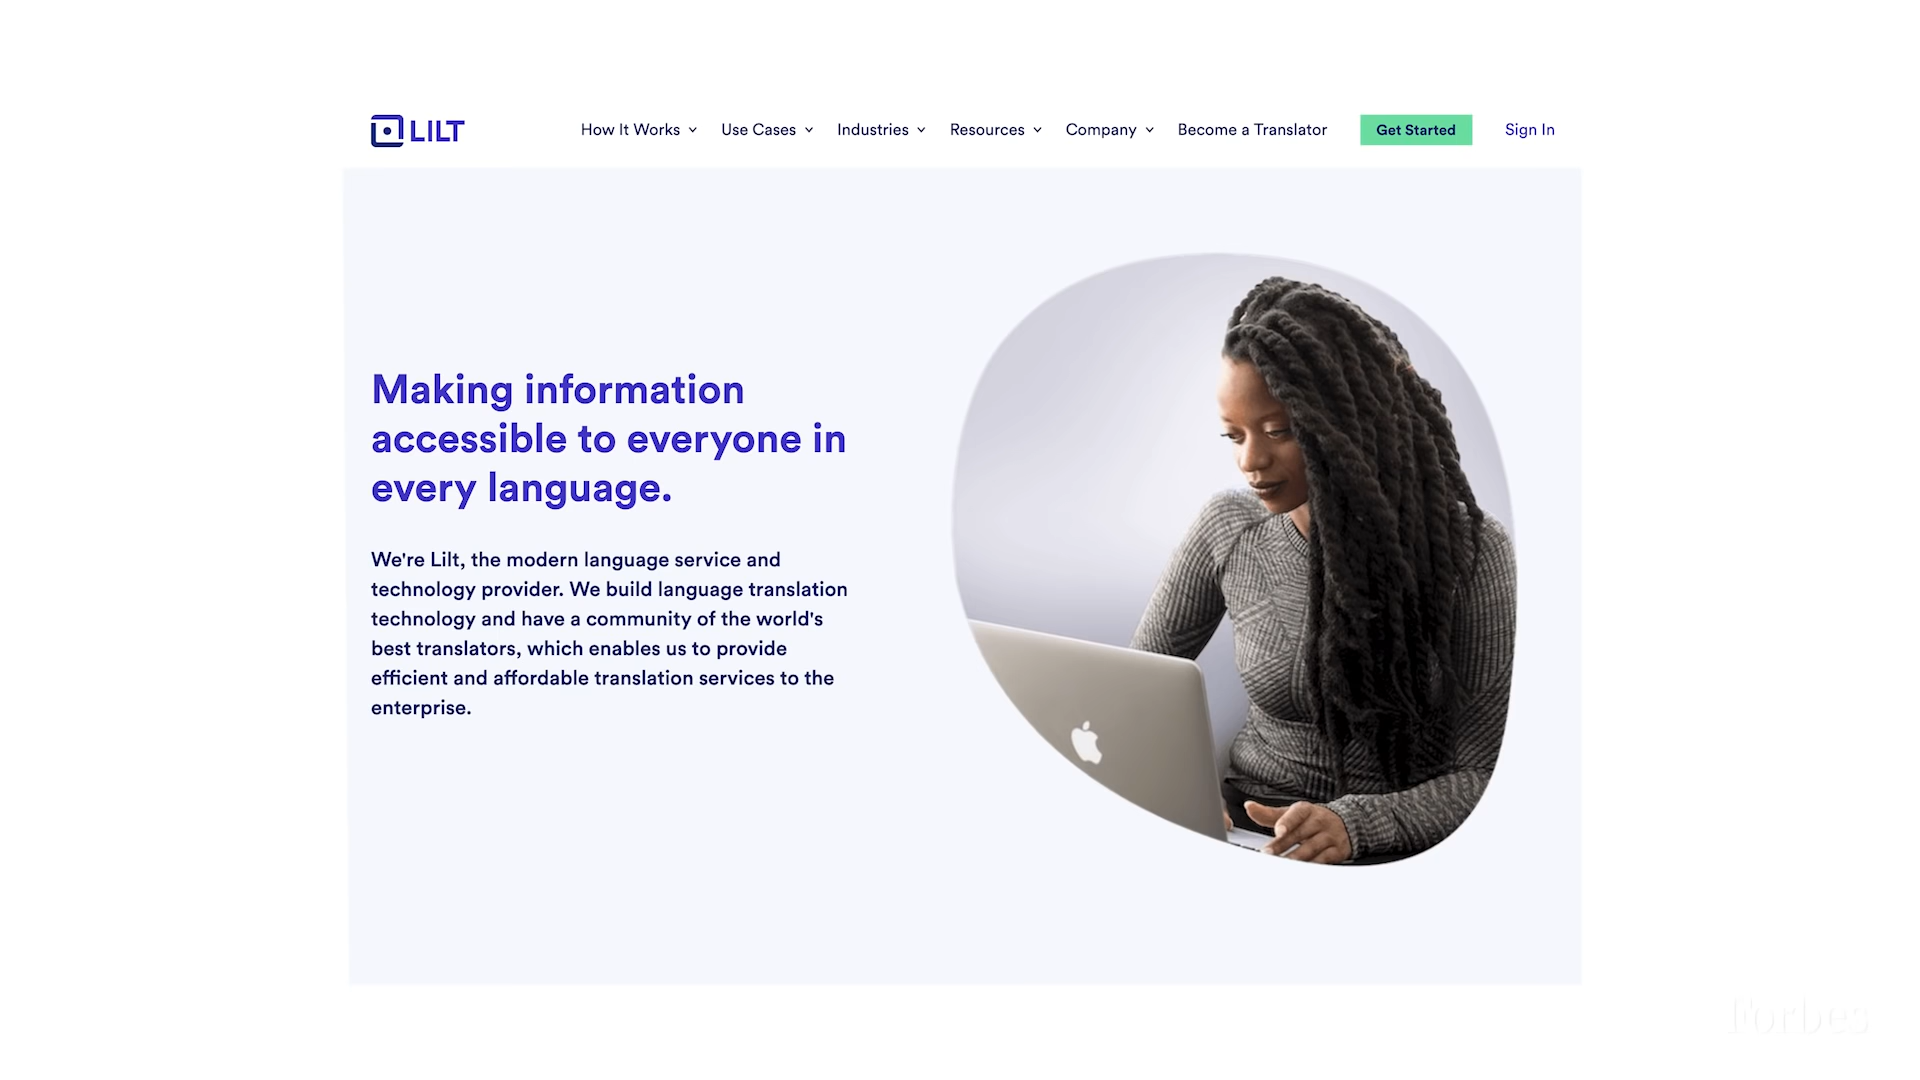 LILT
How It Works
Use Cases
Industries
Resources
Company
Become a Translator
Get Started
Sign In
Making information
accessible to everyone in
every language.
We're Lilt, the modern language service and
technology provider. We build language translation
technology and have a community of the world's
best translators, which enables us to provide
efficient and affordable translation services to the
enterprise.
Forbes